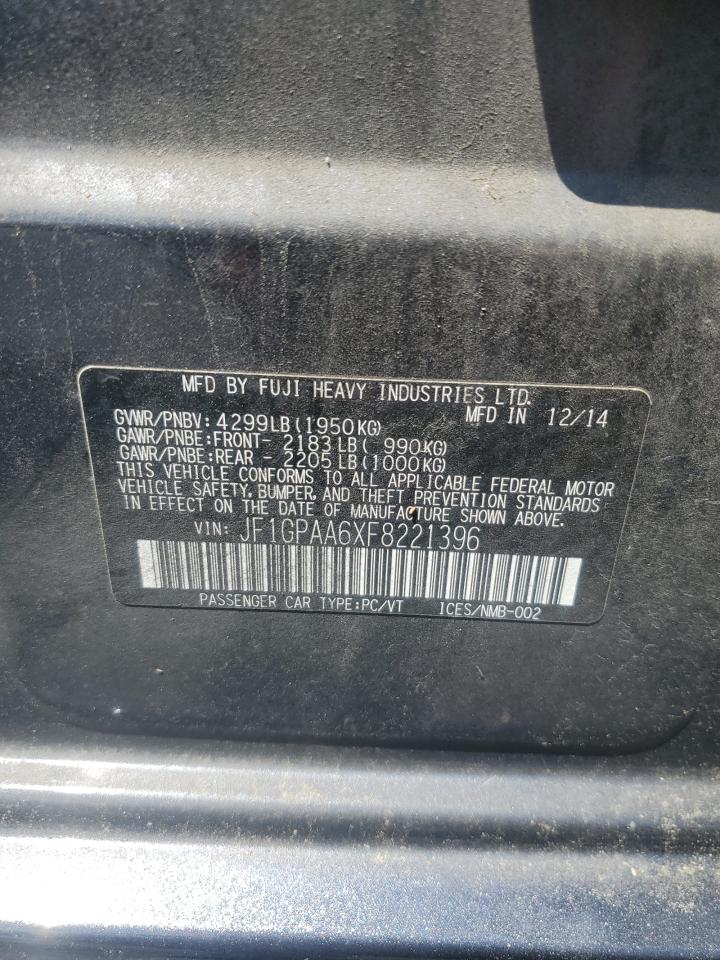 MFD BY FUJI HEAVY INDUSTRIES LTD.
GVWR/PNBV: 4299LB(1950KG) MFD IN 12/14
GAWR/PNBE:FRONT- 2183LB( 990KG)
GAWR/PNBE:REAR - 2205LB(1000KG)
THIS VEHICLE CONFORMS TO ALL APPLICABLE FEDERAL MOTOR
VEHICLE SAFETY, BUMPER, AND THEFT PREVENTION STANDARDS
IN EFFECT ON THE DATE OF MANUFACTURE SHOWN ABOVE.
VIN: JF1GPAA6XF8221396
PASSENGER CAR TYPE:PC/VT ICES/NMB-002